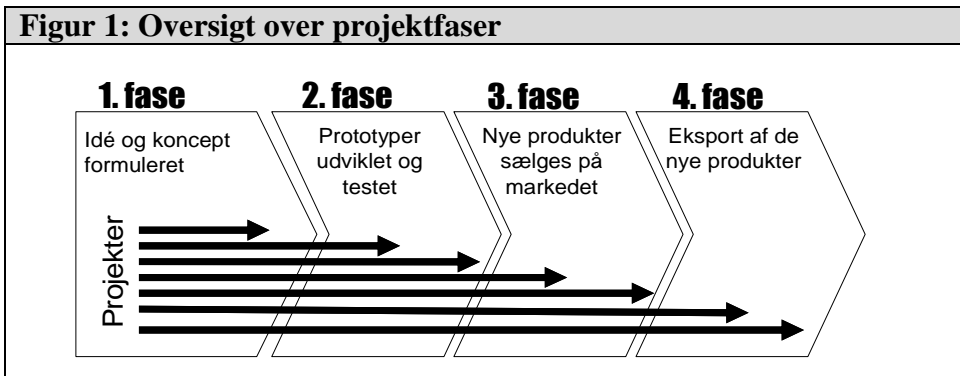 Figur 1: Oversigt over projektfaser
1. fase
2. fase
3. fase
4. fase
Idé og koncept
formuleret
Prototyper
udviklet og
testet
Nye produkter
sælges på
markedet
Eksport af de
nye produkter
Projekter